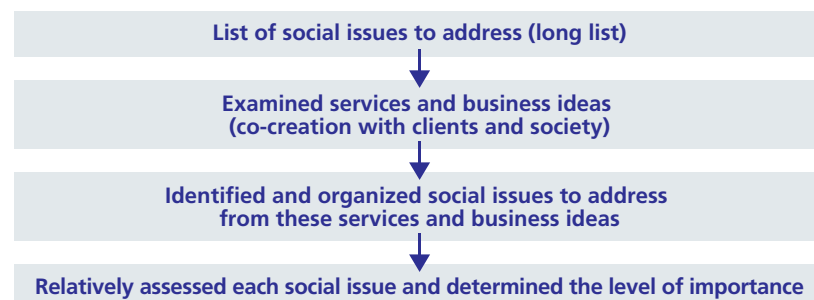 List of social issues to address (long list)
Examined services and business ideas
(co-creation with clients and society)
Identified and organized social issues to address
from these services and business ideas
Relatively assessed each social issue and determined the level of importance